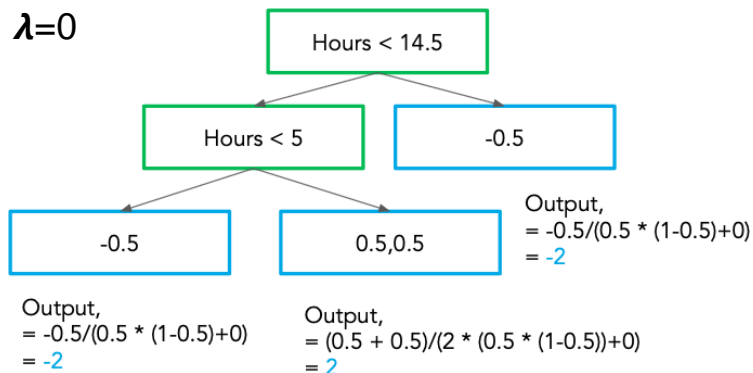 λ=0
Hours < 14.5
Hours < 5
-0.5
-0.5
0.5,0.5
Output,
= -0.5/(0.5 * (1-0.5)+0)
= -2
Output,
= -0.5/(0.5 * (1-0.5)+0)
= -2
Output,
= (0.5 + 0.5)/(2 * (0.5 * (1-0.5))+0)
= 2